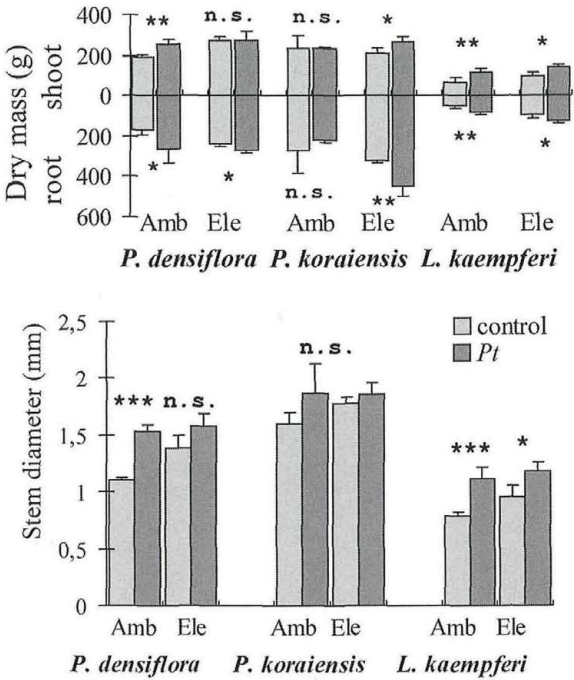 Dry mass (g)
root shoot
400
200
0
200
400
600
** n.s. n.s. * ** *
* * n.s. ** ** *
Amb Ele Amb Ele Amb Ele
P. densiflora P. koraiensis L. kaempferi
Stem diameter (mm)
2,5
2
1,5
1
0,5
0
control
Pt
*** n.s. n.s. *** *
Amb Ele Amb Ele Amb Ele
P. densiflora P. koraiensis L. kaempferi